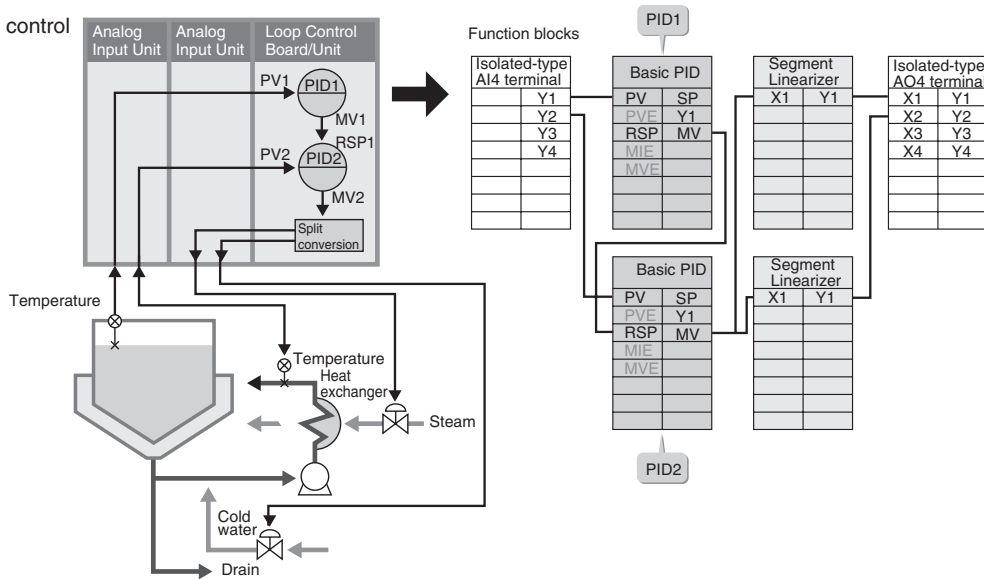 control
Analog
Input Unit
Analog
Input Unit
Loop Control
Board/Unit
PV1
PID1
MV1
RSP1
PV2
PID2
MV2
Split
conversion
Temperature
Temperature
Heat
exchanger
Steam
Cold
water
Drain
Function blocks
PID1
Isolated-type
AI4 terminal
Y1
Y2
Y3
Y4
Basic PID
PV SP
PVE Y1
RSP MV
MIE
MVE
Segment
Linearizer
X1 Y1
Isolated-type
AO4 terminal
X1 Y1
X2 Y2
X3 Y3
X4 Y4
Basic PID
PV SP
PVE Y1
RSP MV
MIE
MVE
Segment
Linearizer
X1 Y1
PID2